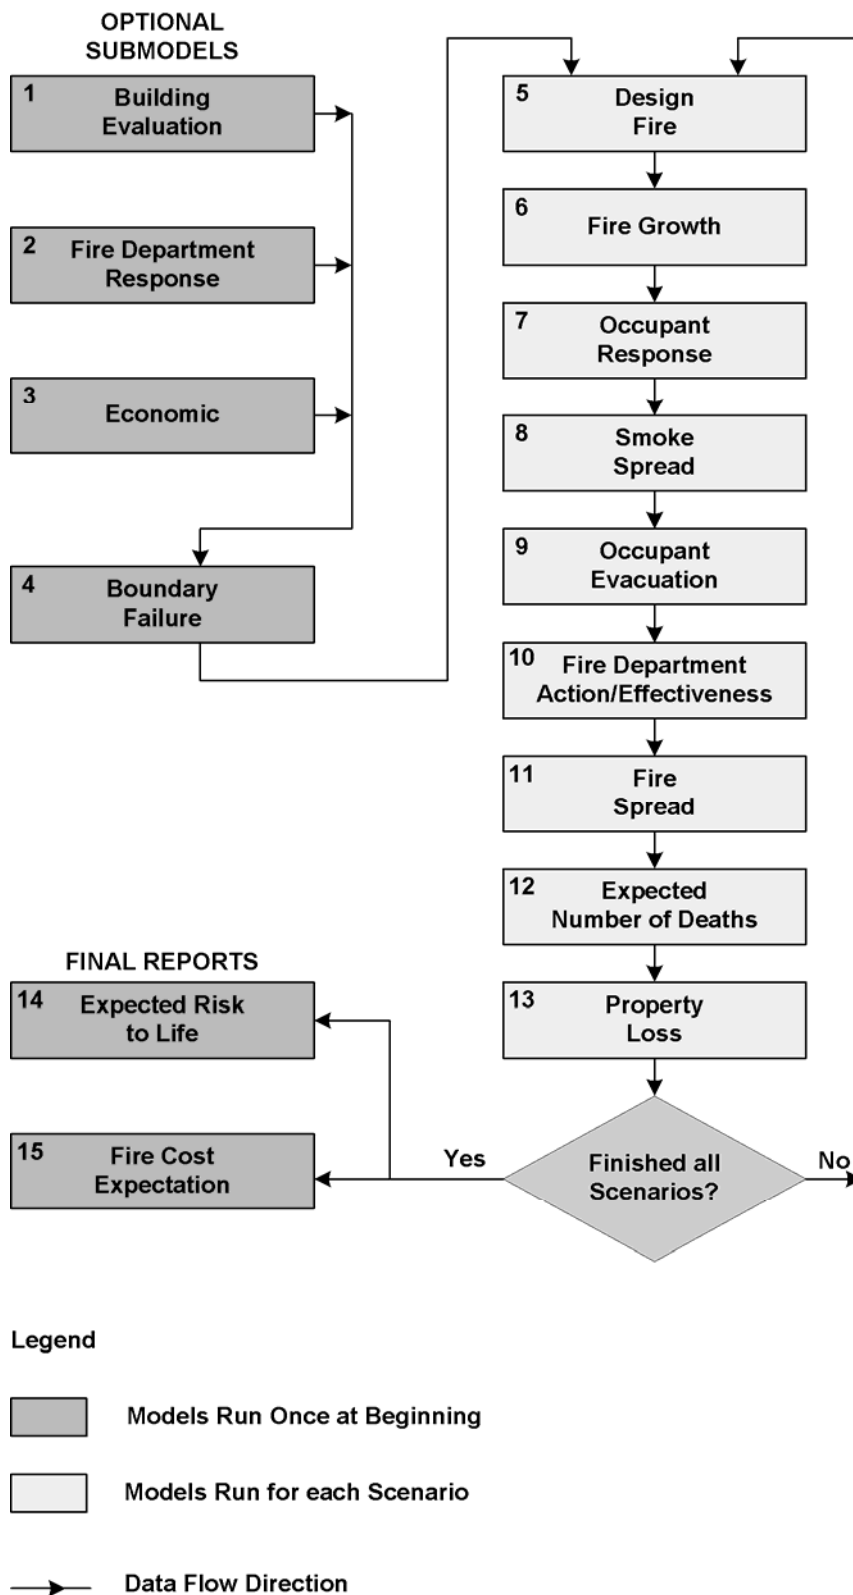 OPTIONAL
SUBMODELS
1 Building
Evaluation
2 Fire Department
Response
3 Economic
4 Boundary
Failure
5 Design
Fire
6 Fire Growth
7 Occupant
Response
8 Smoke
Spread
9 Occupant
Evacuation
10 Fire Department
Action/Effectiveness
11 Fire
Spread
12 Expected
Number of Deaths
13 Property
Loss
Finished all
Scenarios?
Yes
No
FINAL REPORTS
14 Expected Risk
to Life
15 Fire Cost
Expectation
Legend
Models Run Once at Beginning
Models Run for each Scenario
Data Flow Direction